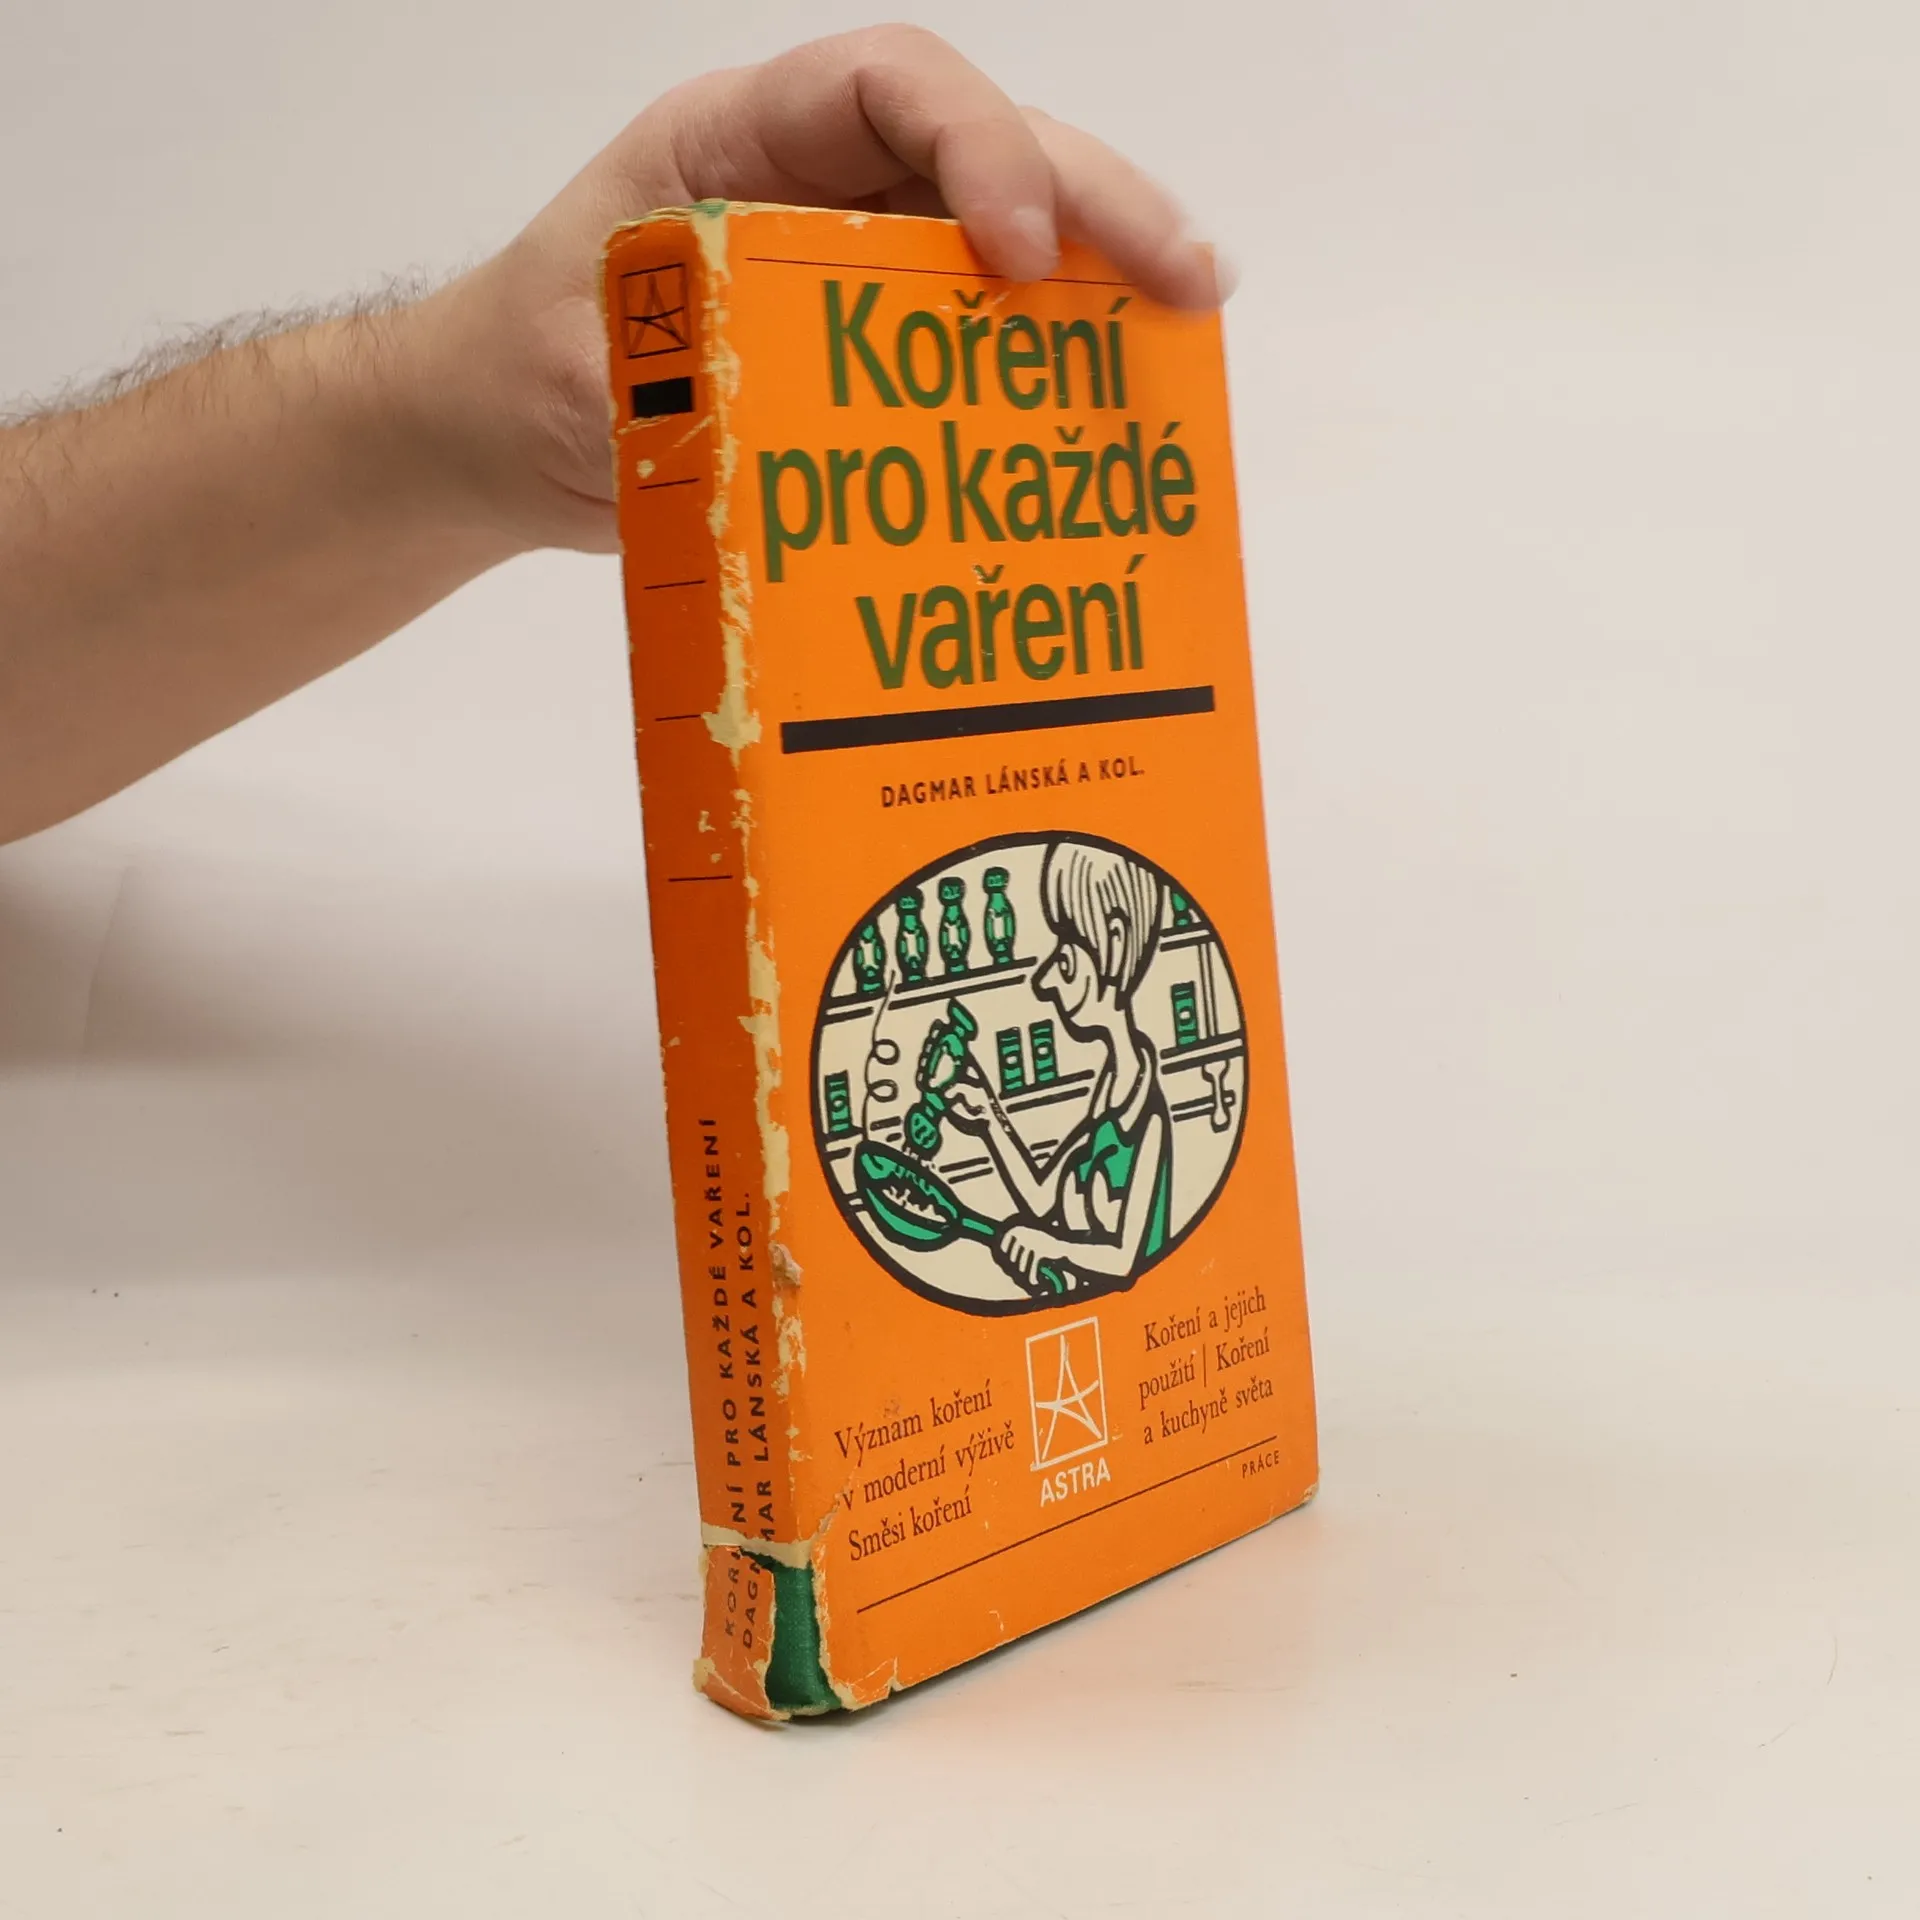 Koření
pro každé
vaření
DAGMAR LÁNSKÁ A KOL.
Význam koření
v moderní výživě
Směsi koření
ASTRA
Koření a jejich
použití | Koření
a kuchyně světa
PRÁCE
KOŘENÍ PRO KAŽDÉ VAŘENÍ
DAGMAR LÁNSKÁ A KOL.